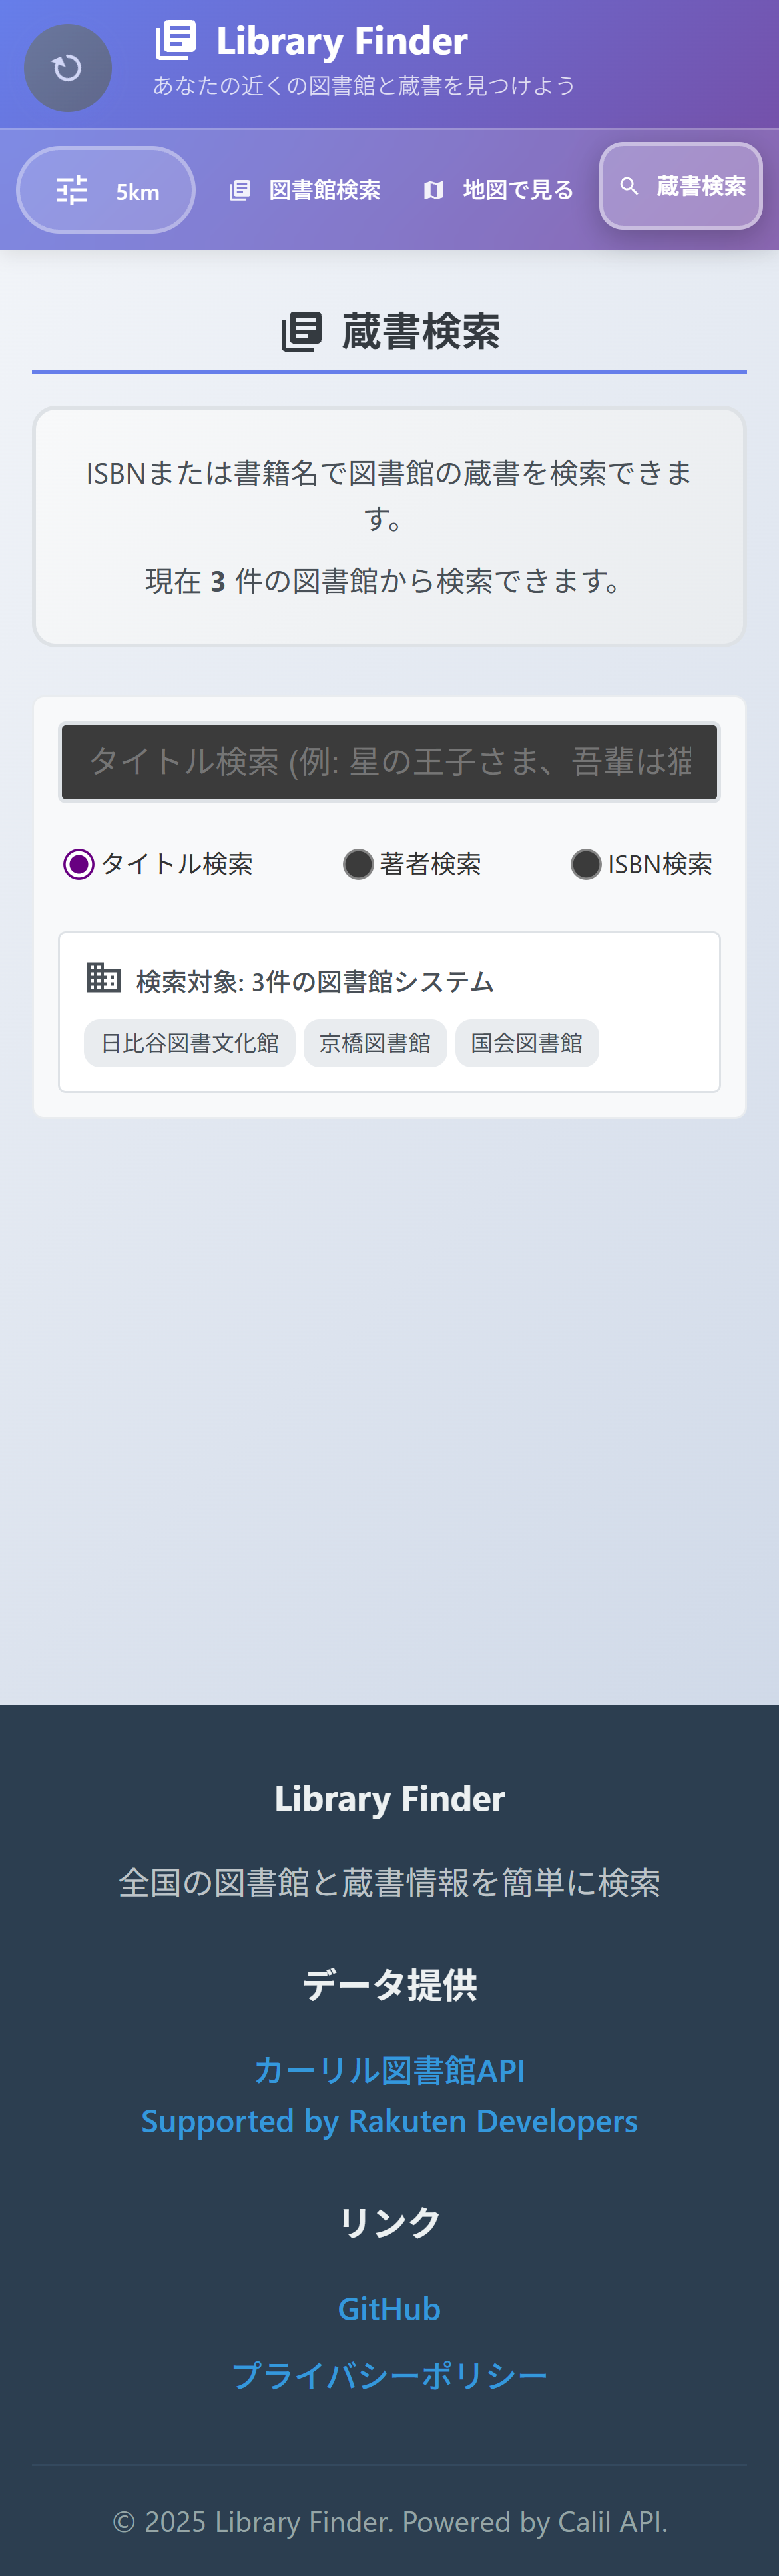 Library Finder
あなたの近くの図書館と蔵書を見つけよう
5km
図書館検索
地図で見る
蔵書検索
蔵書検索
ISBNまたは書籍名で図書館の蔵書を検索できま
す。
現在 3 件の図書館から検索できます。
タイトル検索 (例: 星の王子さま、吾輩は猫
タイトル検索
著者検索
ISBN検索
検索対象: 3件の図書館システム
日比谷図書文化館
京橋図書館
国会図書館
Library Finder
全国の図書館と蔵書情報を簡単に検索
データ提供
カーリル図書館API
Supported by Rakuten Developers
リンク
GitHub
プライバシーポリシー
© 2025 Library Finder. Powered by Calil API.